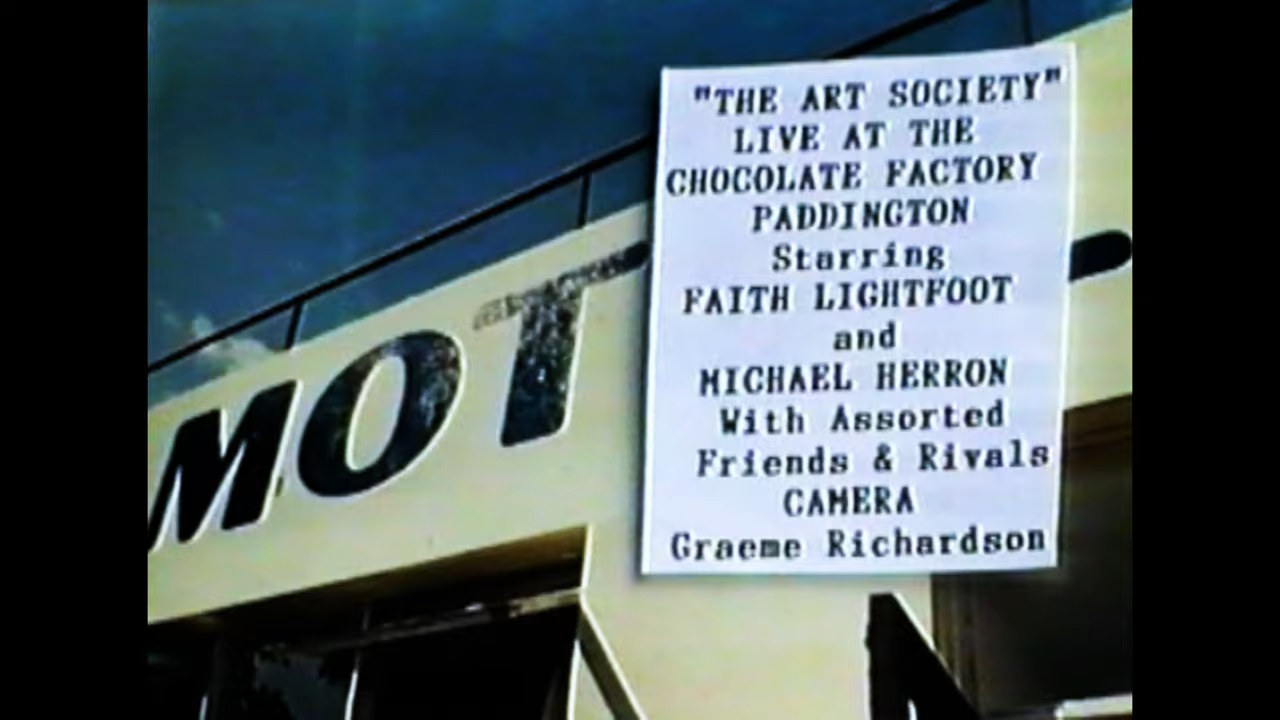 "THE ART SOCIETY"
LIVE AT THE
CHOCOLATE FACTORY
PADDINGTON
Starring
FAITH LIGHTFOOT
and
MICHAEL HERRON
With Assorted
Friends & Rivals
CAMERA
Graeme Richardson
MOT